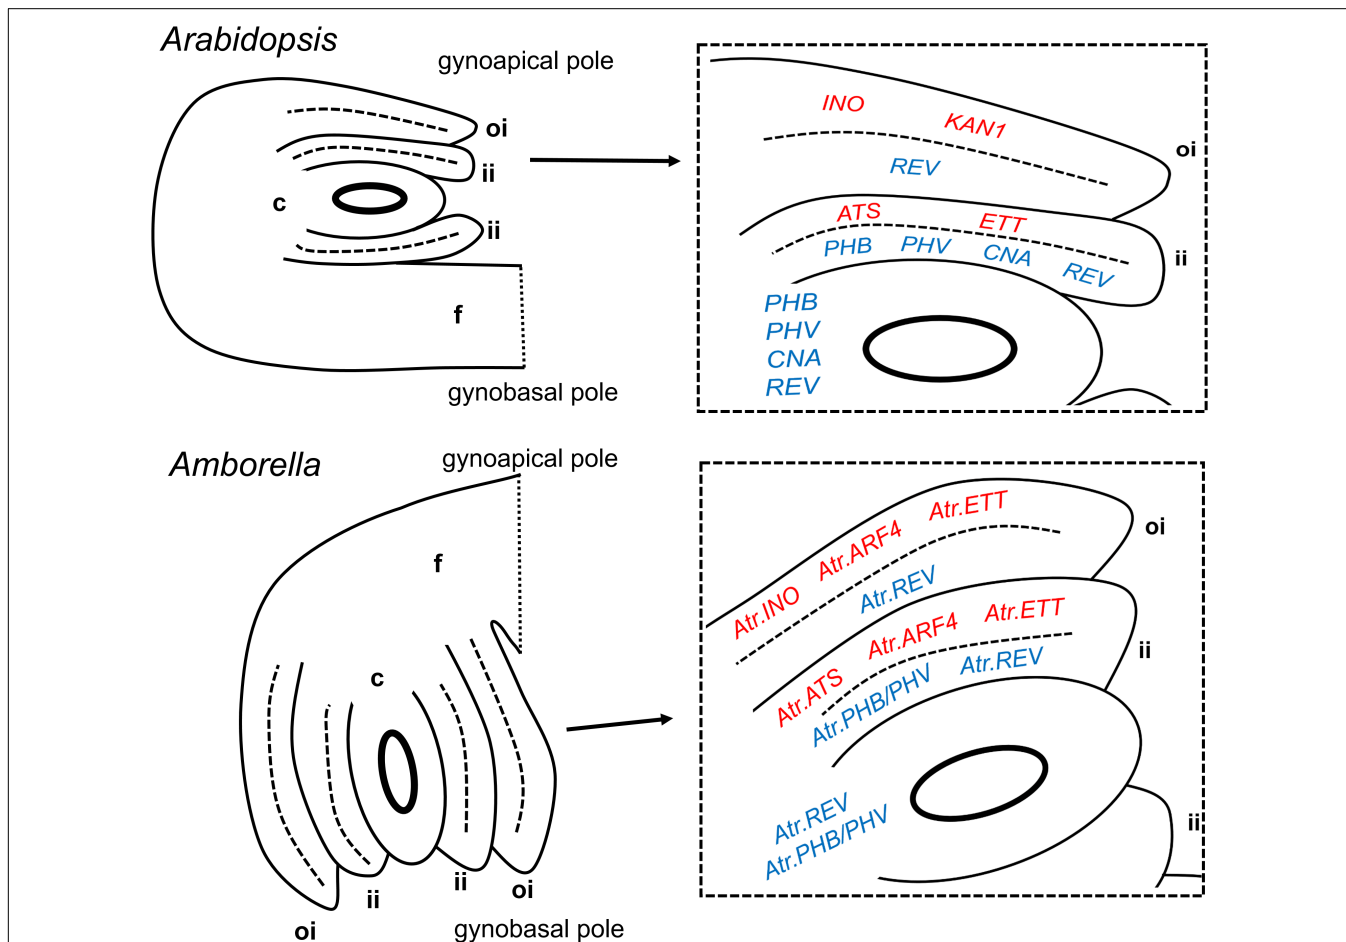 Arabidopsis
gynoapical pole
oi
ii
c
ii
f
gynobasal pole
INO
KAN1
oi
REV
ATS
ETT
ii
PHB
PHV
CNA
REV
PHB
PHV
CNA
REV
Amborella
gynoapical pole
f
c
oi
ii
ii
oi
gynobasal pole
Atr.INO
Atr.ARF4
Atr.ETT
oi
Atr.REV
Atr.ATS
Atr.ARF4
Atr.ETT
ii
Atr.PHB/PHV
Atr.REV
Atr.REV
Atr.PHB/PHV
ii